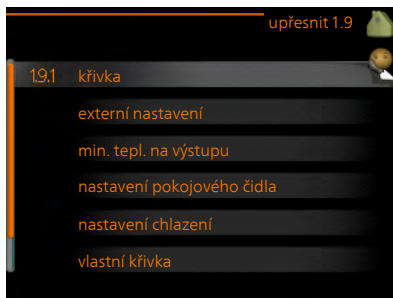 upřesnit 1.9
1.9.1 křivka
externí nastavení
min. tepl. na výstupu
nastavení pokojového čidla
nastavení chlazení
vlastní křivka